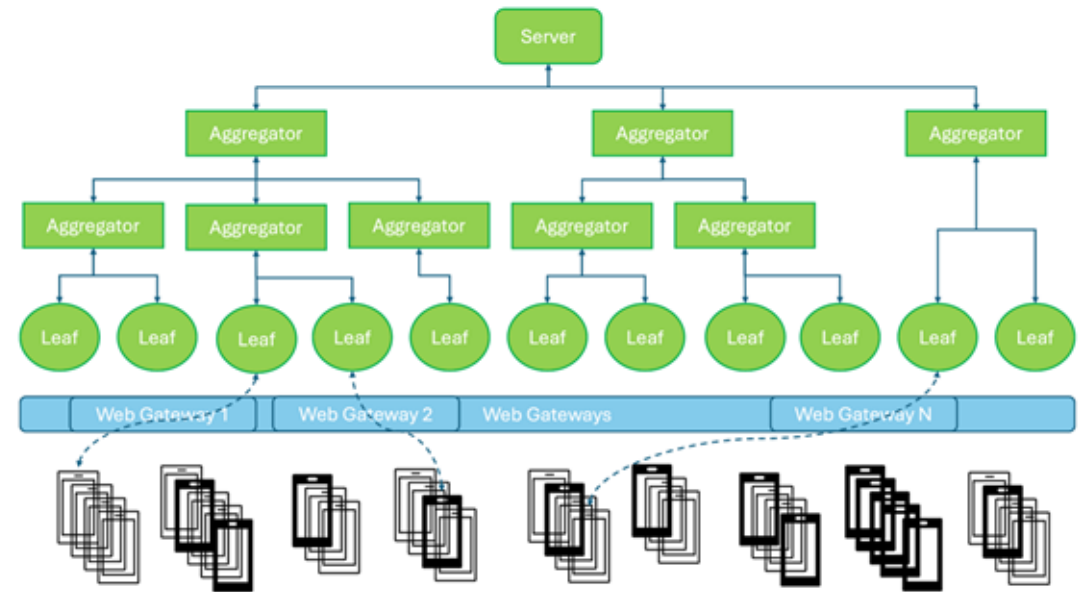 Server
Aggregator Aggregator Aggregator
Aggregator Aggregator Aggregator Aggregator Aggregator
Leaf Leaf Leaf Leaf Leaf Leaf Leaf Leaf Leaf Leaf Leaf
Web Gateway 1 Web Gateway 2 Web Gateways Web Gateway N